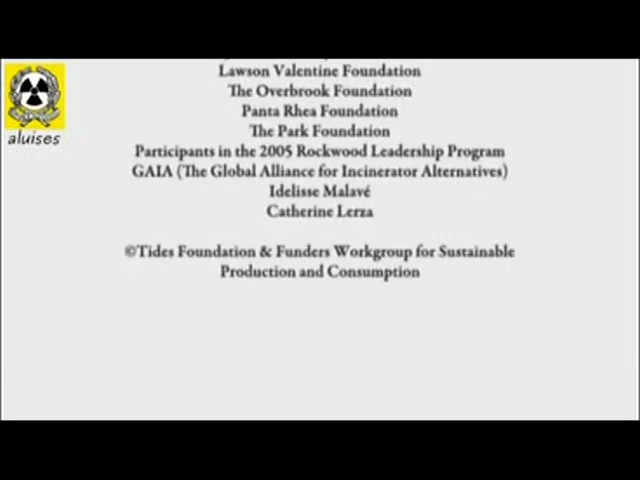 Lawson Valentine Foundation
The Overbrook Foundation
Panta Rhea Foundation
The Park Foundation
Participants in the 2005 Rockwood Leadership Program
GAIA (The Global Alliance for Incinerator Alternatives)
Idelisse Malavé
Catherine Lerza
©Tides Foundation & Funders Workgroup for Sustainable
Production and Consumption
aluises